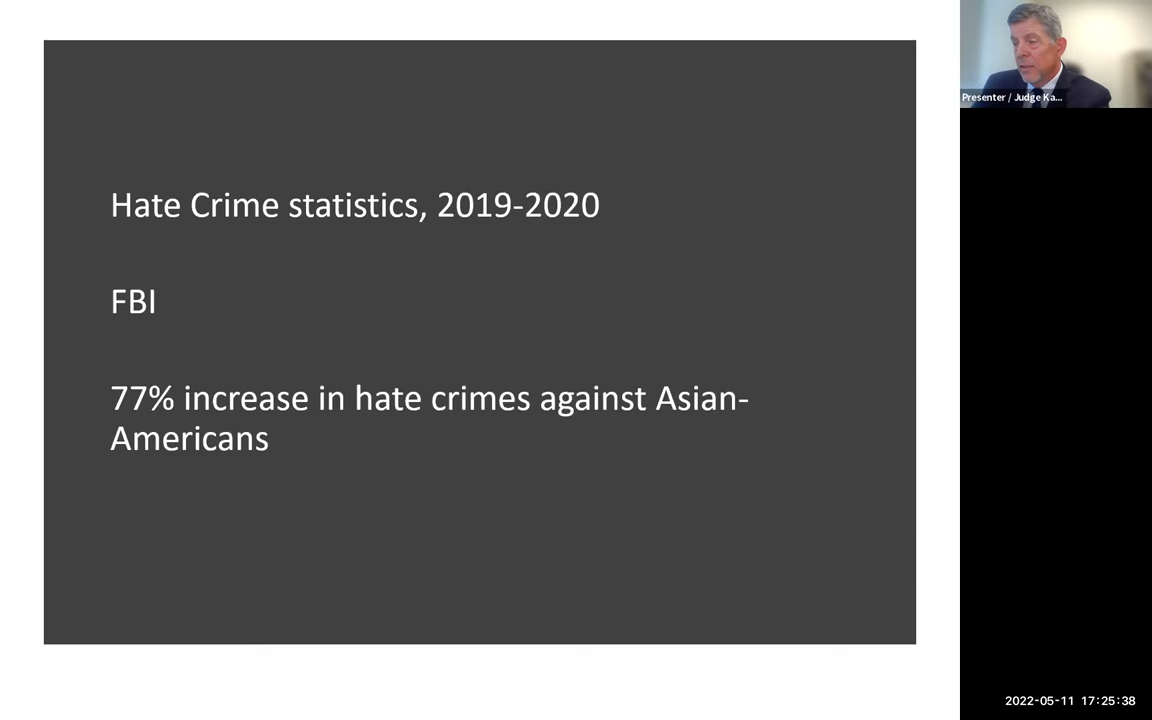 Hate Crime statistics, 2019-2020
FBI
77% increase in hate crimes against Asian-
Americans
Presenter / Judge Ka...
2022-05-11 17:25:38